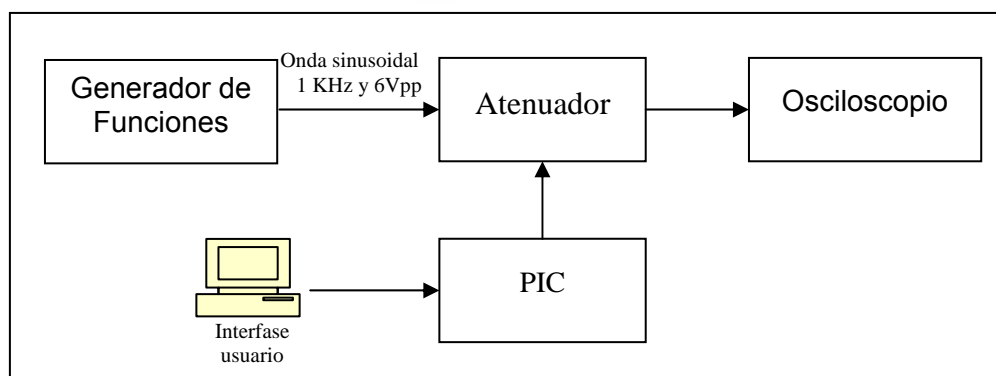 Generador de
Funciones
Onda sinusoidal
1 KHz y 6Vpp
Atenuador
Osciloscopio
PIC
Interfase
usuario